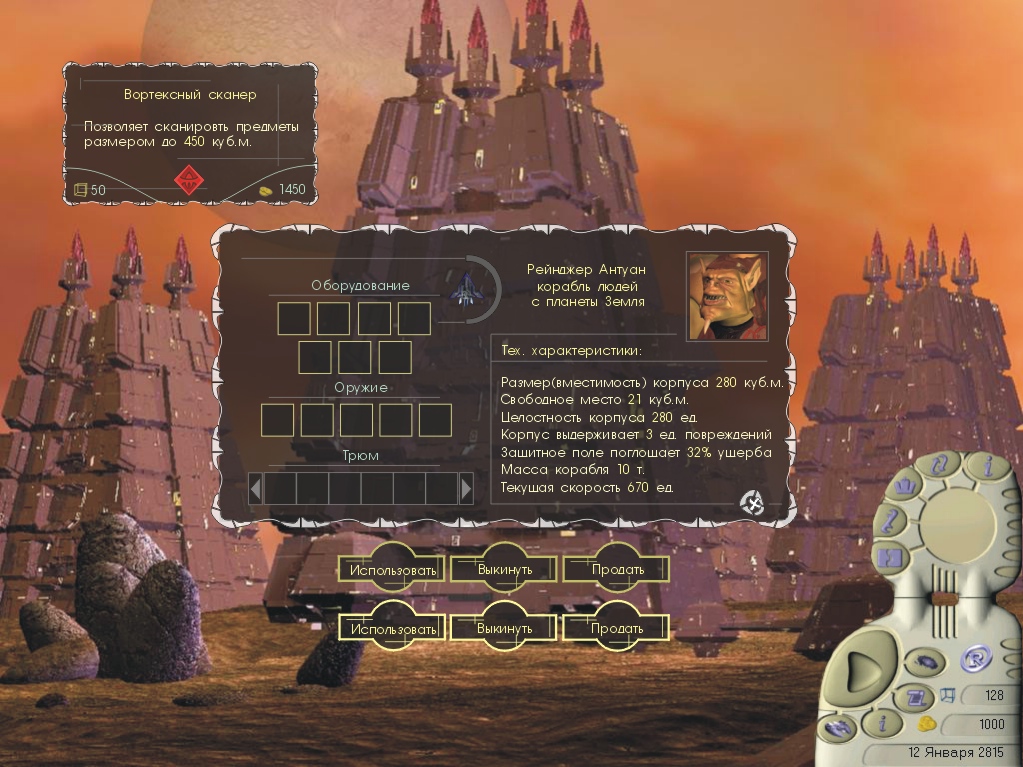 Вортексный сканер
Позволяет сканировть предметы
размером до 450 куб.м.
50
1450
Рейнджер Антуан
корабль людей
с планеты Земля
Оборудование
Оружие
Трюм
Тех. характеристики:
Размер(вместимость) корпуса 280 куб.м.
Свободное место 21 куб.м.
Целостность корпуса 280 ед.
Корпус выдерживает 3 ед. повреждений
Защитное поле поглощает 32% ущерба
Масса корабля 10 т.
Текущая скорость 670 ед.
Использовать
Выкинуть
Продать
Использовать
Выкинуть
Продать
128
1000
12 Января 2815